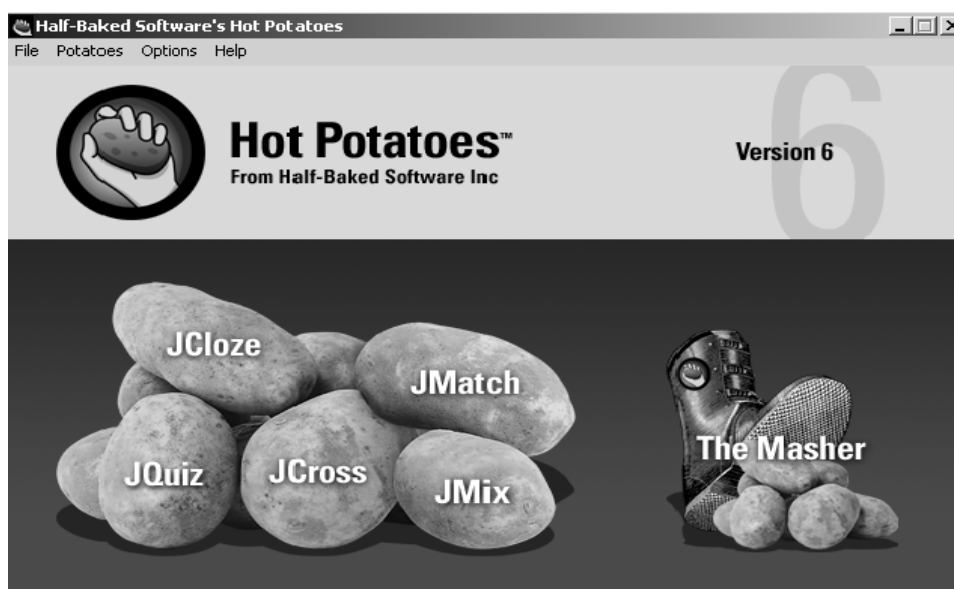 Half-Baked Software's Hot Potatoes
File Potatoes Options Help
6
Hot Potatoes™
From Half-Baked Software Inc
Version 6
JCloze
JMatch
JQuiz
JCross
JMix
The Masher